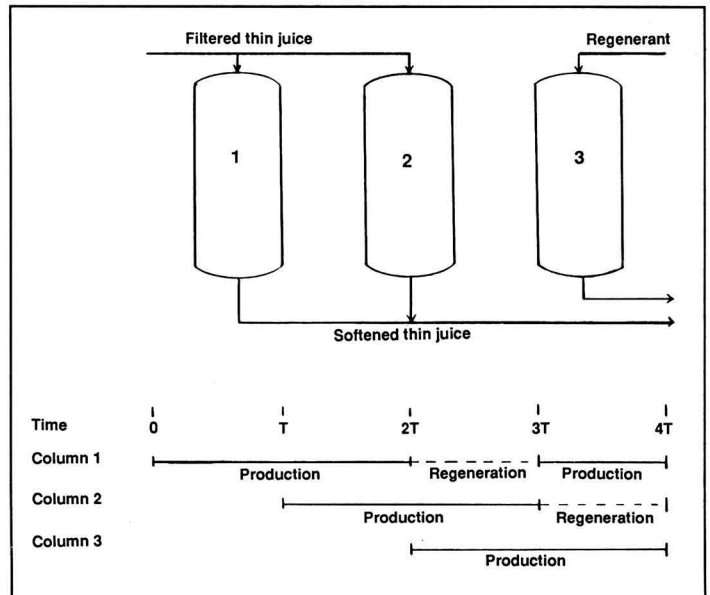 Filtered thin juice Regenerant
1 2 3
Softened thin juice
Time 0 T 2T 3T 4T
Column 1
Production Regeneration Production
Column 2
Production Regeneration
Column 3
Production